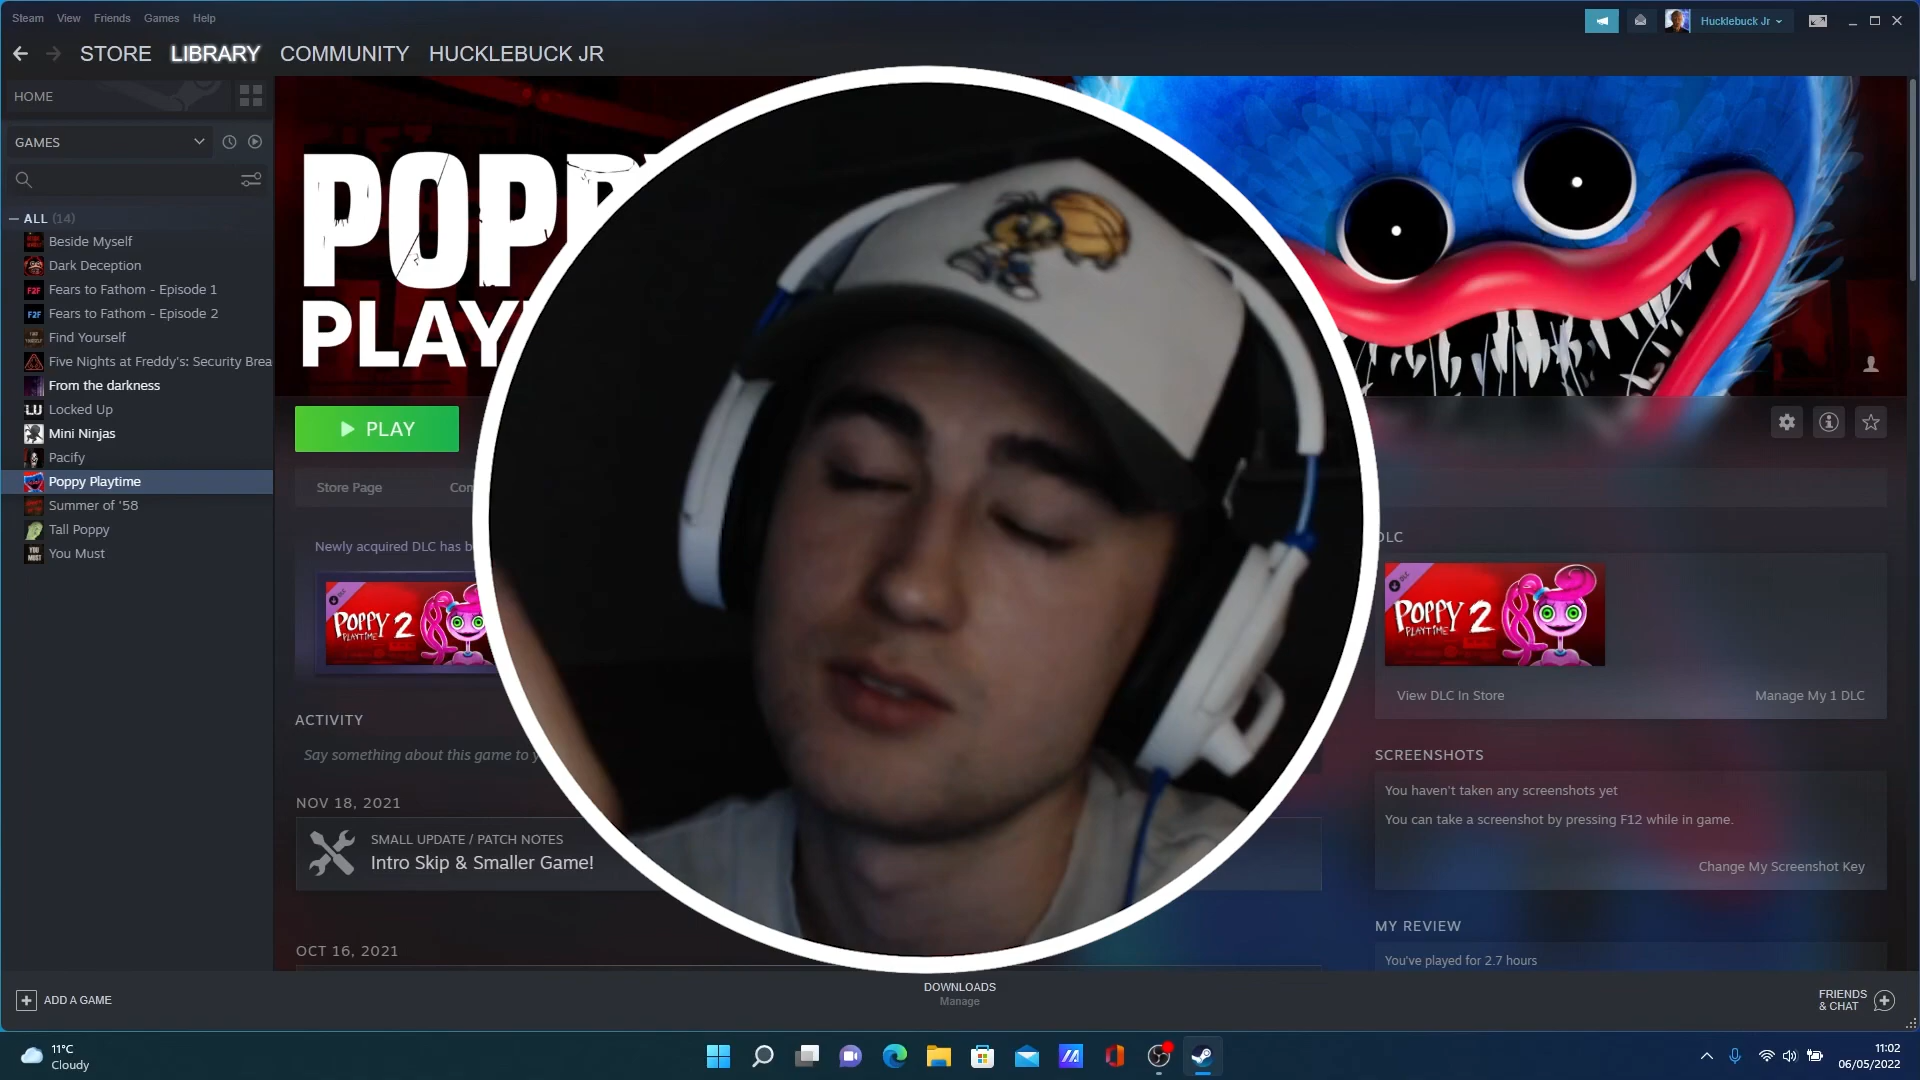 Steam View Friends Games Help
Hucklebuck Jr
STORE LIBRARY COMMUNITY HUCKLEBUCK JR
HOME
GAMES
ALL (14)
Beside Myself
Dark Deception
F2F Fears to Fathom - Episode 1
F2F Fears to Fathom - Episode 2
Find Yourself
Five Nights at Freddy's: Security Brea
From the darkness
LU Locked Up
Mini Ninjas
Pacify
Poppy Playtime
Summer of '58
Tall Poppy
YOU MUST You Must
POPP
PLAY
PLAY
Store Page
Com
Newly acquired DLC has b
POPPY 2
PLAYTIME
ACTIVITY
Say something about this game to y
NOV 18, 2021
SMALL UPDATE / PATCH NOTES
Intro Skip & Smaller Game!
OCT 16, 2021
DLC
DLC
POPPY 2
PLAYTIME
View DLC In Store
Manage My 1 DLC
SCREENSHOTS
You haven't taken any screenshots yet
You can take a screenshot by pressing F12 while in game.
Change My Screenshot Key
MY REVIEW
You've played for 2.7 hours
ADD A GAME
DOWNLOADS
Manage
FRIENDS
& CHAT
11°C
Cloudy
11:02
06/05/2022